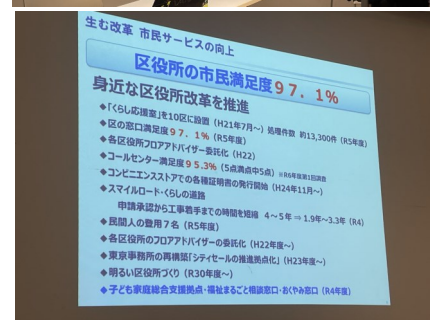 生む改革 市民サービスの向上
区役所の市民満足度97.1%
身近な区役所改革を推進
◆「くらし応援室」を10区に設置（H21年7月～）処理件数 約13,300件（R5年度）
◆区の窓口満足度97.1%（R5年度）
◆各区役所フロアアドバイザー委託化（H22）
◆コールセンター満足度95.3%（5点満点中5点）※R6年度第1回調査
◆コンビニエンスストアでの各種証明書の発行開始（H24年11月～）
◆スマイルロード・くらしの道路
申請承認から工事着手までの時間を短縮 4～5年⇒1.9年～3.3年（R4）
◆民間人の登用7名（R5年度）
◆各区役所のフロアアドバイザーの委託化（H22年度～）
◆東京事務所の再構築「シティセールの推進拠点化」（H23年度～）
◆明るい区役所づくり（R30年度～）
◆子ども家庭総合支援拠点・福祉まるごと相談窓口・おくやみ窓口（R4年度）